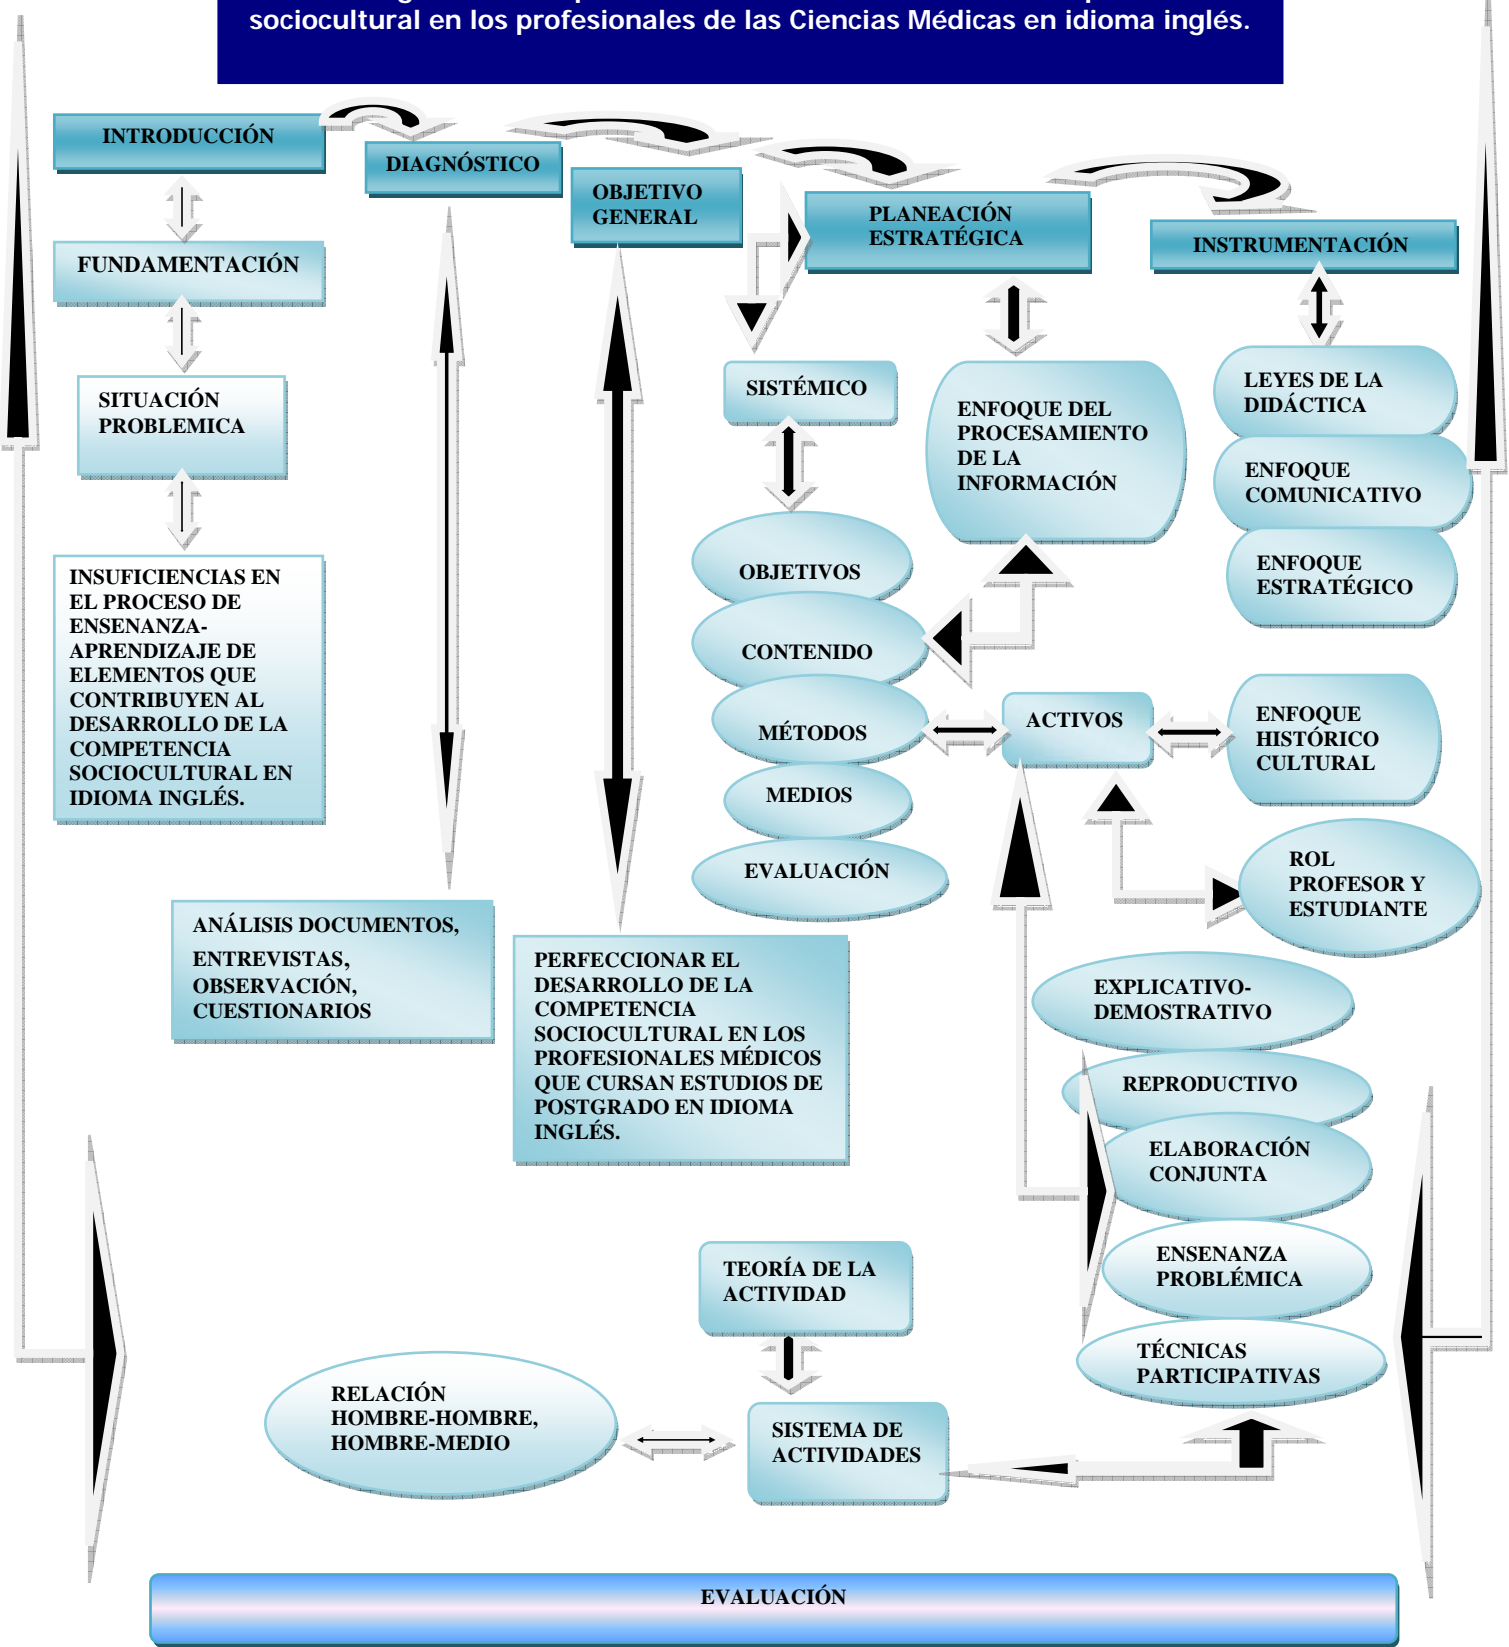 sociocultural en los profesionales de las Ciencias Médicas en idioma inglés.
INTRODUCCIÓN
DIAGNÓSTICO
OBJETIVO
GENERAL
PLANEACIÓN
ESTRATÉGICA
INSTRUMENTACIÓN
FUNDAMENTACIÓN
SITUACIÓN
PROBLEMICA
INSUFICIENCIAS EN
EL PROCESO DE
ENSENANZA-
APRENDIZAJE DE
ELEMENTOS QUE
CONTRIBUYEN AL
DESARROLLO DE LA
COMPETENCIA
SOCIOCULTURAL EN
IDIOMA INGLÉS.
ANÁLISIS DOCUMENTOS,
ENTREVISTAS,
OBSERVACIÓN,
CUESTIONARIOS
PERFECCIONAR EL
DESARROLLO DE LA
COMPETENCIA
SOCIOCULTURAL EN LOS
PROFESIONALES MÉDICOS
QUE CURSAN ESTUDIOS DE
POSTGRADO EN IDIOMA
INGLÉS.
SISTÉMICO
OBJETIVOS
CONTENIDO
MÉTODOS
MEDIOS
EVALUACIÓN
ENFOQUE DEL
PROCESAMIENTO
DE LA
INFORMACIÓN
LEYES DE LA
DIDÁCTICA
ENFOQUE
COMUNICATIVO
ENFOQUE
ESTRATÉGICO
ACTIVOS
ENFOQUE
HISTÓRICO
CULTURAL
ROL
PROFESOR Y
ESTUDIANTE
EXPLICATIVO-
DEMOSTRATIVO
REPRODUCTIVO
ELABORACIÓN
CONJUNTA
ENSENANZA
PROBLÉMICA
TÉCNICAS
PARTICIPATIVAS
TEORÍA DE LA
ACTIVIDAD
RELACIÓN
HOMBRE-HOMBRE,
HOMBRE-MEDIO
SISTEMA DE
ACTIVIDADES
EVALUACIÓN